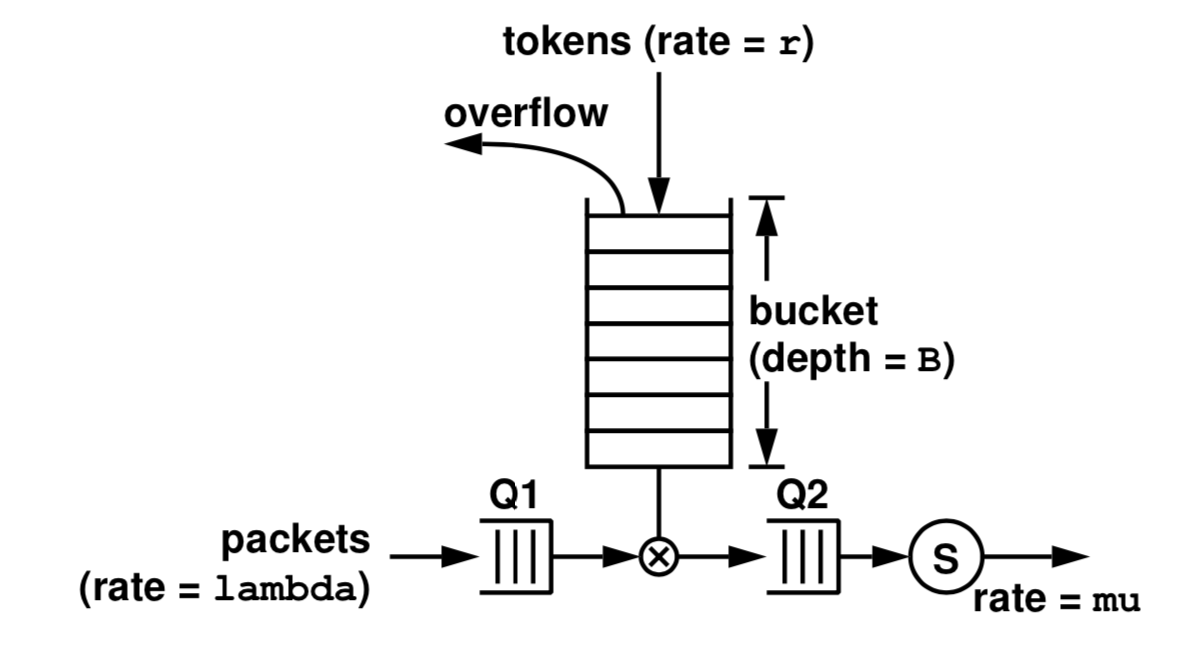 tokens (rate = r)
overflow
bucket
(depth = B)
Q1
Q2
packets
(rate = lambda)
S
rate = mu